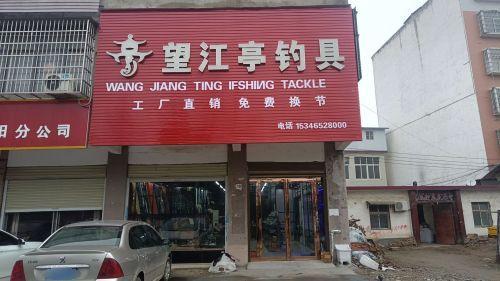 望江亭钓具
WANG JIANG TING IFSHING TACKLE
工厂直销 免费换节
电话 15346528000
阳分公司